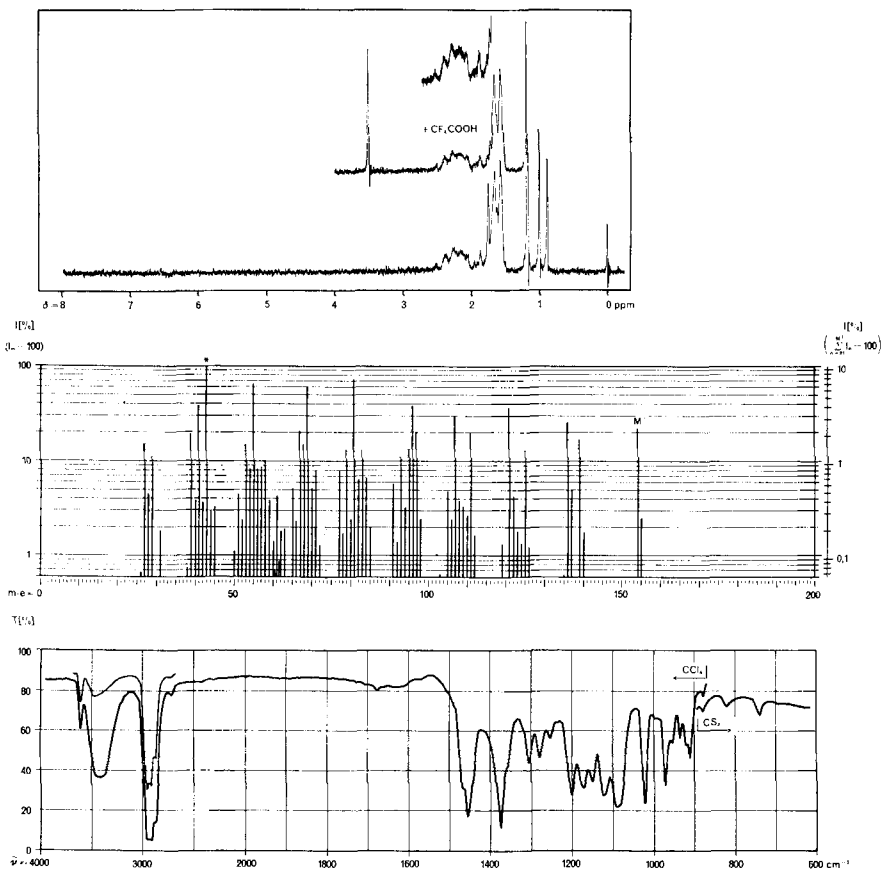 + CF₃COOH
δ = 8 7 6 5 4 3 2 1 0 ppm
I[%]
I[%]
100
10
1
*
M
10
1
0,1
m/e = 0 50 100 150 200
T[%]
100
80
60
40
20
0
CCl₄
CS₂
4000 3000 2000 1800 1600 1400 1200 1000 800 600 cm⁻¹